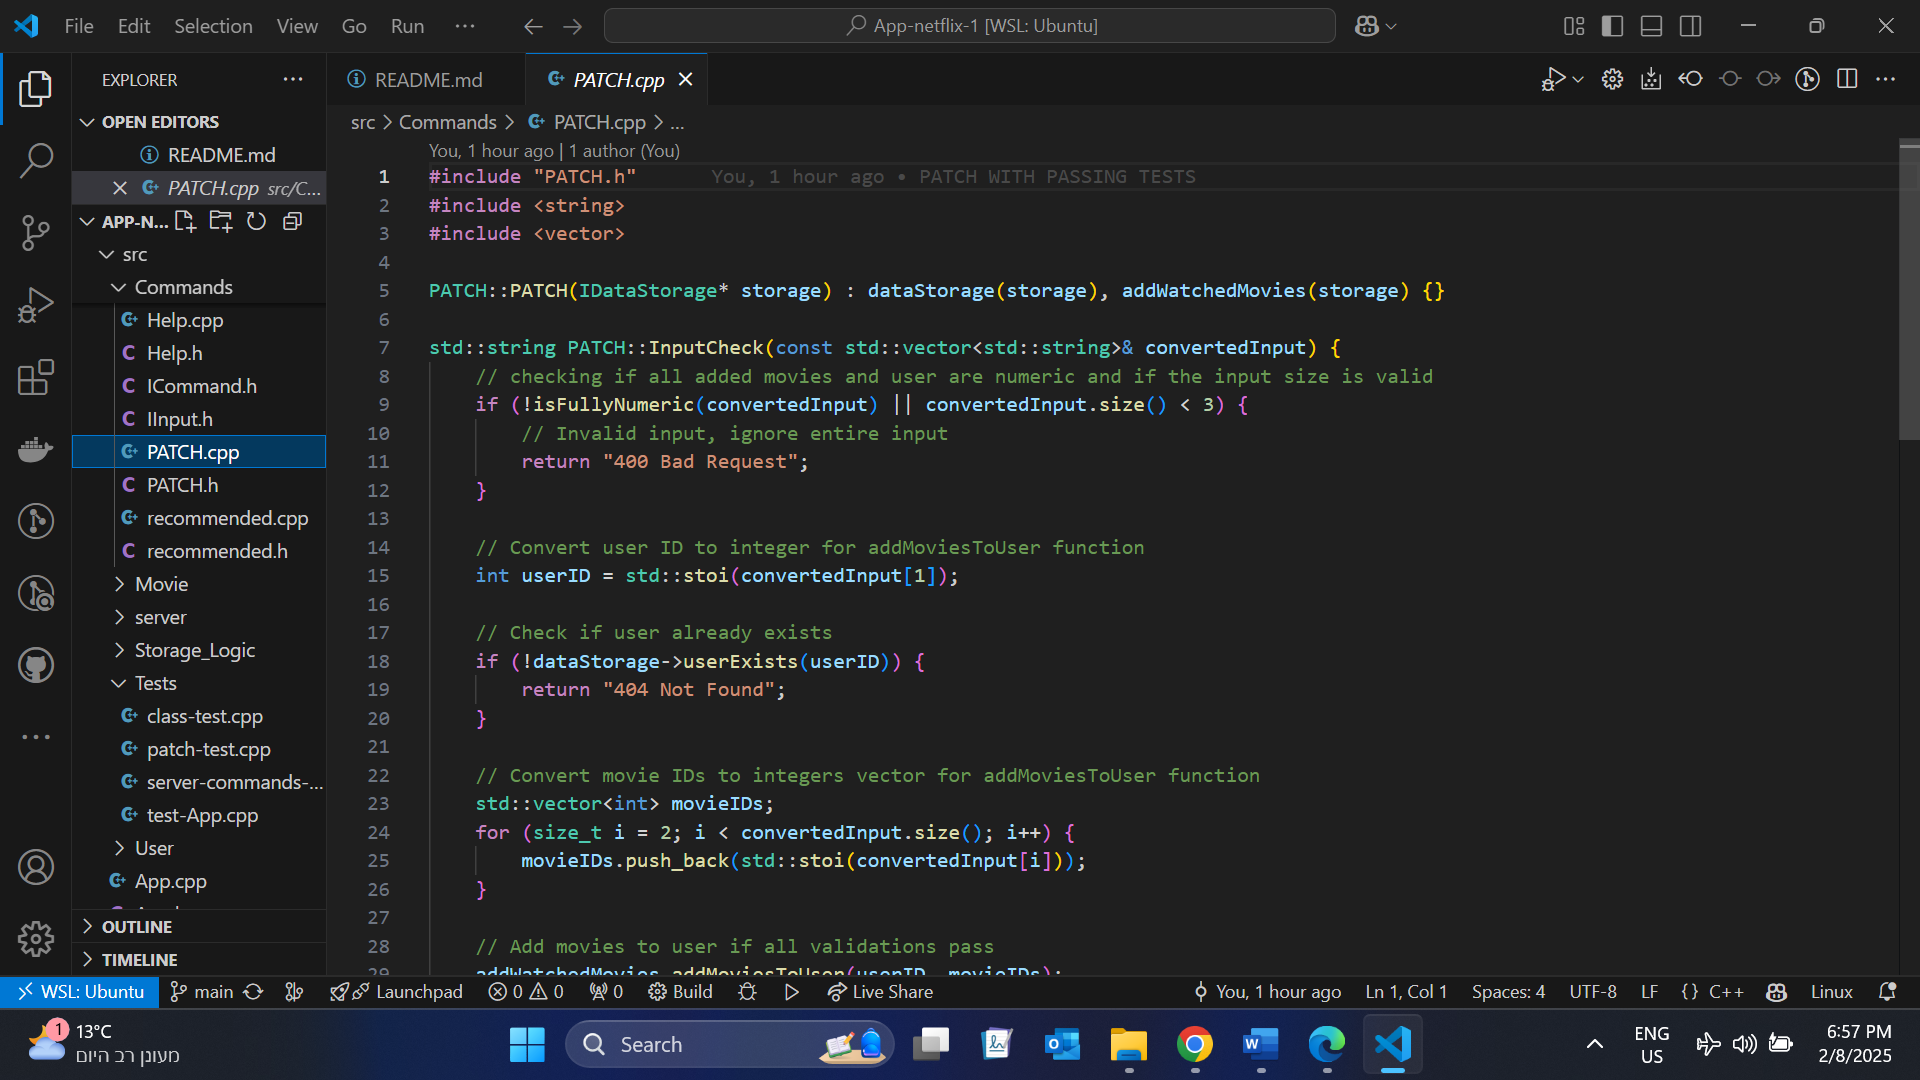 File Edit Selection View Go Run ···
App-netflix-1 [WSL: Ubuntu]
EXPLORER ···
README.md
PATCH.cpp
OPEN EDITORS
README.md
PATCH.cpp src/C...
APP-N...
src
Commands
Help.cpp
Help.h
ICommand.h
IInput.h
PATCH.cpp
PATCH.h
recommended.cpp
recommended.h
Movie
server
Storage_Logic
Tests
class-test.cpp
patch-test.cpp
server-commands-...
test-App.cpp
User
App.cpp
OUTLINE
TIMELINE
src > Commands > PATCH.cpp > ...
You, 1 hour ago | 1 author (You)
1 #include "PATCH.h" You, 1 hour ago • PATCH WITH PASSING TESTS
2 #include <string>
3 #include <vector>
4
5 PATCH::PATCH(IDataStorage* storage) : dataStorage(storage), addWatchedMovies(storage) {}
6
7 std::string PATCH::InputCheck(const std::vector<std::string>& convertedInput) {
8 // checking if all added movies and user are numeric and if the input size is valid
9 if (!isFullyNumeric(convertedInput) || convertedInput.size() < 3) {
10 // Invalid input, ignore entire input
11 return "400 Bad Request";
12 }
13
14 // Convert user ID to integer for addMoviesToUser function
15 int userID = std::stoi(convertedInput[1]);
16
17 // Check if user already exists
18 if (!dataStorage->userExists(userID)) {
19 return "404 Not Found";
20 }
21
22 // Convert movie IDs to integers vector for addMoviesToUser function
23 std::vector<int> movieIDs;
24 for (size_t i = 2; i < convertedInput.size(); i++) {
25 movieIDs.push_back(std::stoi(convertedInput[i]));
26 }
27
28 // Add movies to user if all validations pass
29 addWatchedMovies.addMoviesToUser(userID, movieIDs);
WSL: Ubuntu main Launchpad 0 0 0 Build Live Share You, 1 hour ago Ln 1, Col 1 Spaces: 4 UTF-8 LF {} C++ Linux
1
13°C
מעונן רב היום
Search
ENG
US
6:57 PM
2/8/2025